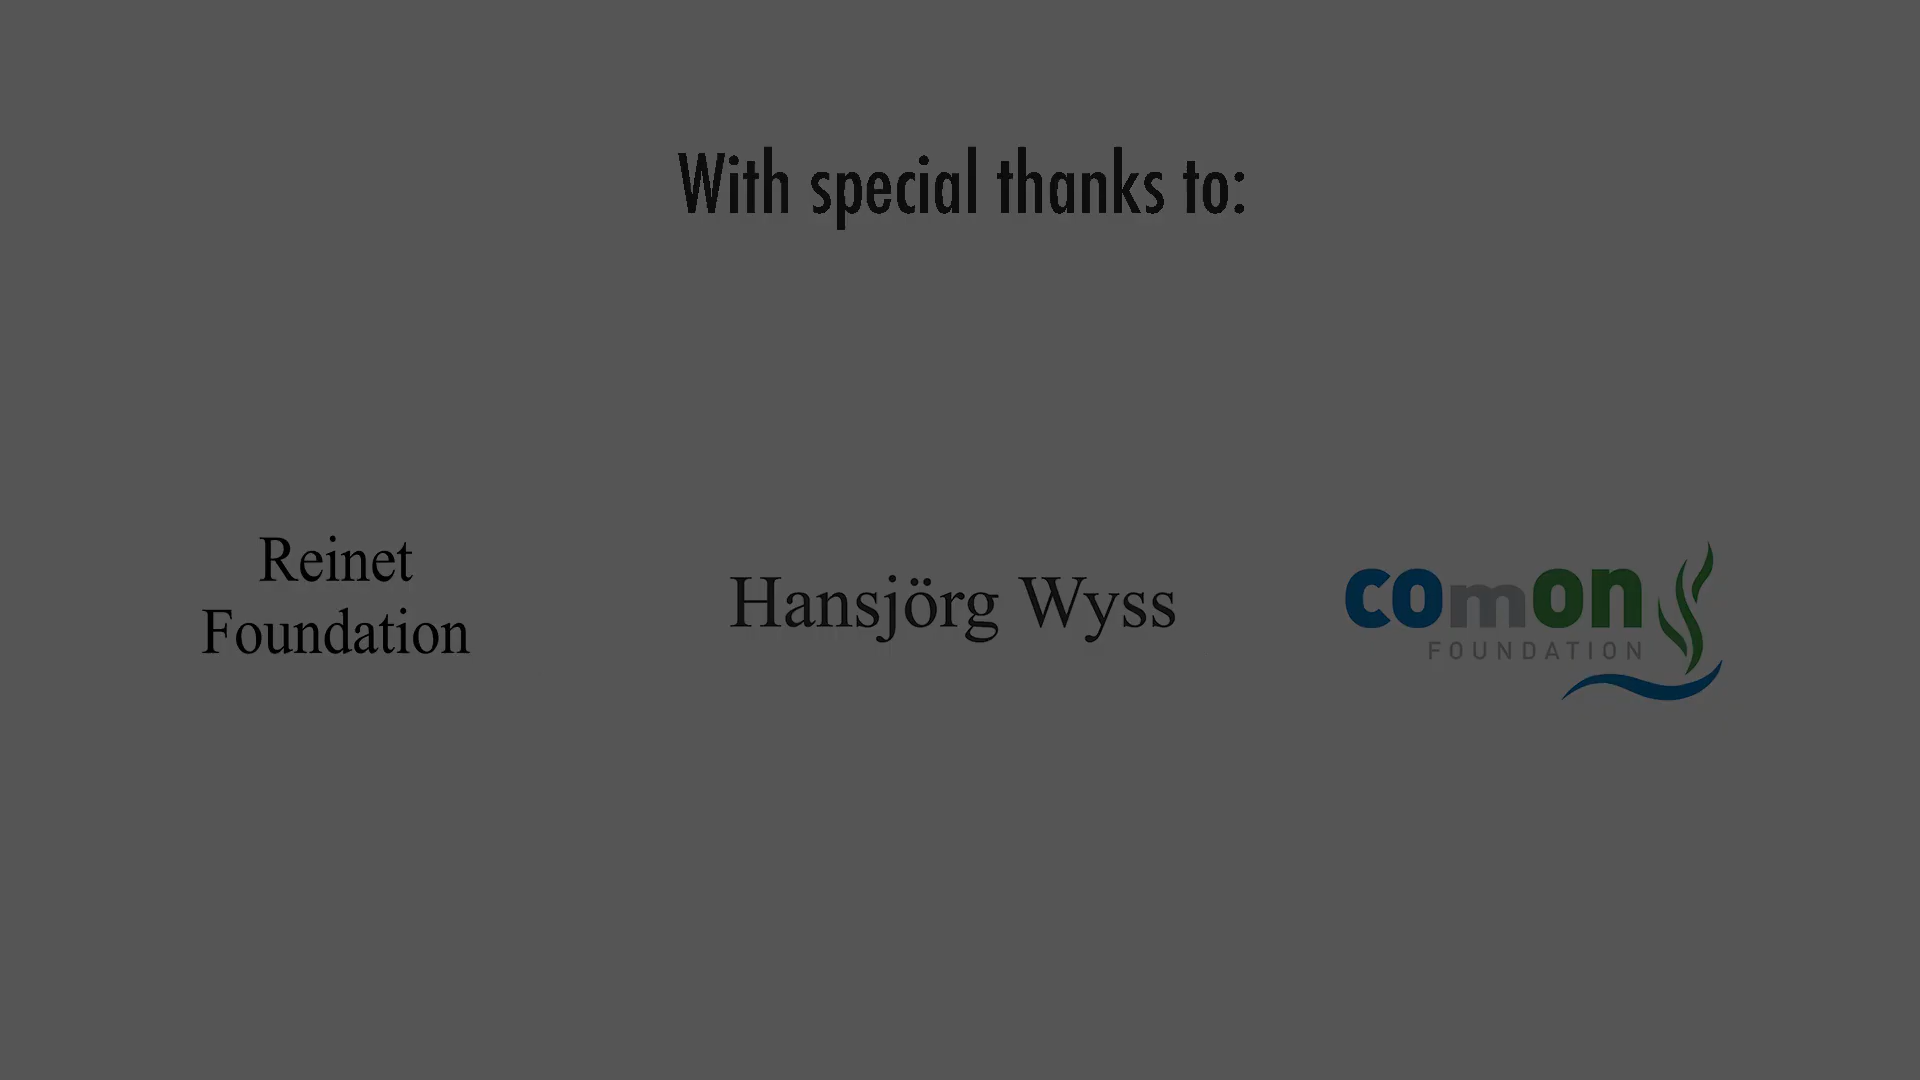 With special thanks to:
Reinet
Foundation
Hansjörg Wyss
comon
FOUNDATION